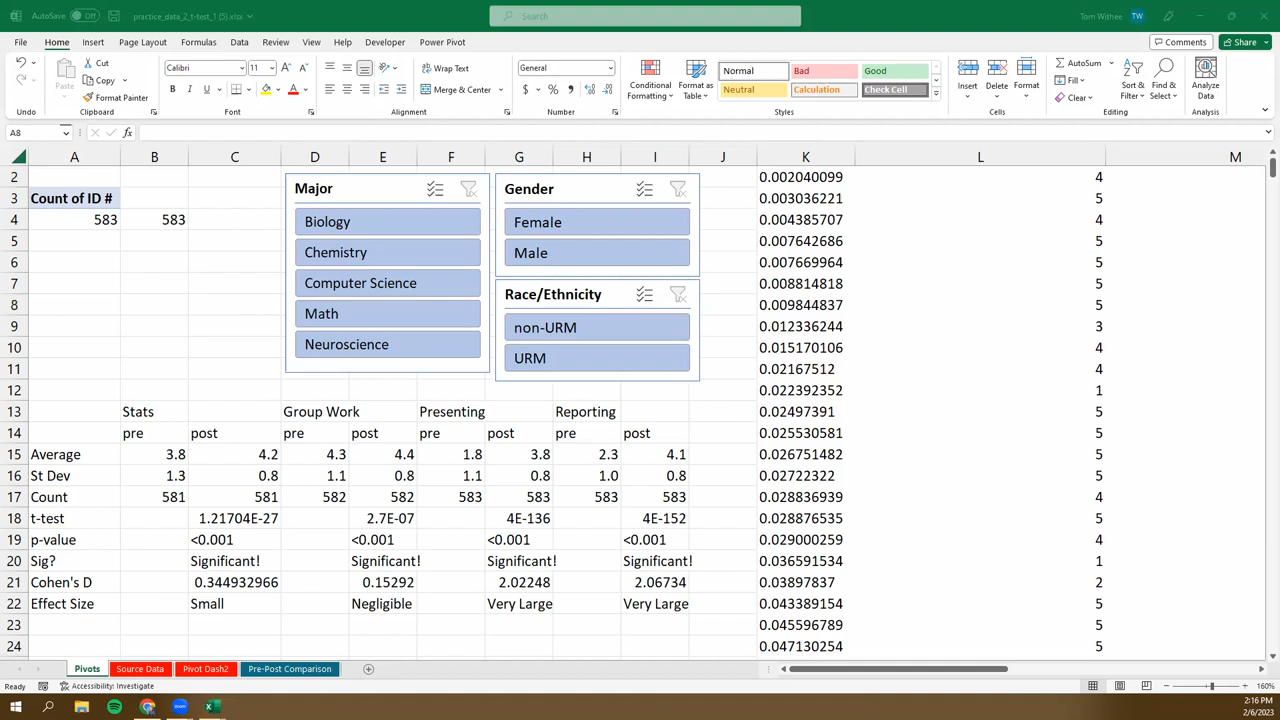 AutoSave Off practice_data_2_t-test_1 (5).xlsx Search Tom Withee TW
File Home Insert Page Layout Formulas Data Review View Help Developer Power Pivot Comments Share
Paste Cut Copy Format Painter
Calibri 11 Wrap Text Merge & Center General
B I U A $ % ,
Conditional Formatting Format as Table
Normal Bad Good
Neutral Calculation Check Cell
Insert Delete Format
AutoSum Fill Clear Sort & Filter Find & Select Analyze Data
Undo Clipboard Font Alignment Number Styles Cells Editing Analysis
A8 fx
A B C D E F G H I J K L M
2 0.002040099 4
3 Count of ID # 0.003036221 5
4 583 583 0.004385707 4
5 0.007642686 5
6 0.007669964 5
7 0.008814818 5
8 0.009844837 5
9 0.012336244 3
10 0.015170106 4
11 0.02167512 4
12 0.022392352 1
Major
Biology
Chemistry
Computer Science
Math
Neuroscience
Gender
Female
Male
Race/Ethnicity
non-URM
URM
13 Stats Group Work Presenting Reporting 0.02497391 5
14 pre post pre post pre post pre post 0.025530581 5
15 Average 3.8 4.2 4.3 4.4 1.8 3.8 2.3 4.1 0.026751482 5
16 St Dev 1.3 0.8 1.1 0.8 1.1 0.8 1.0 0.8 0.02722322 5
17 Count 581 581 582 582 583 583 583 583 0.028836939 4
18 t-test 1.21704E-27 2.7E-07 4E-136 4E-152 0.028876535 5
19 p-value <0.001 <0.001 <0.001 <0.001 0.029000259 4
20 Sig? Significant! Significant! Significant! Significant! 0.036591534 1
21 Cohen's D 0.344932966 0.15292 2.02248 2.06734 0.03897837 2
22 Effect Size Small Negligible Very Large Very Large 0.043389154 5
23 0.045596789 5
24 0.047130254 5
Pivots Source Data Pivot Dash2 Pre-Post Comparison
Ready Accessibility: Investigate 160%
2:16 PM
2/6/2023